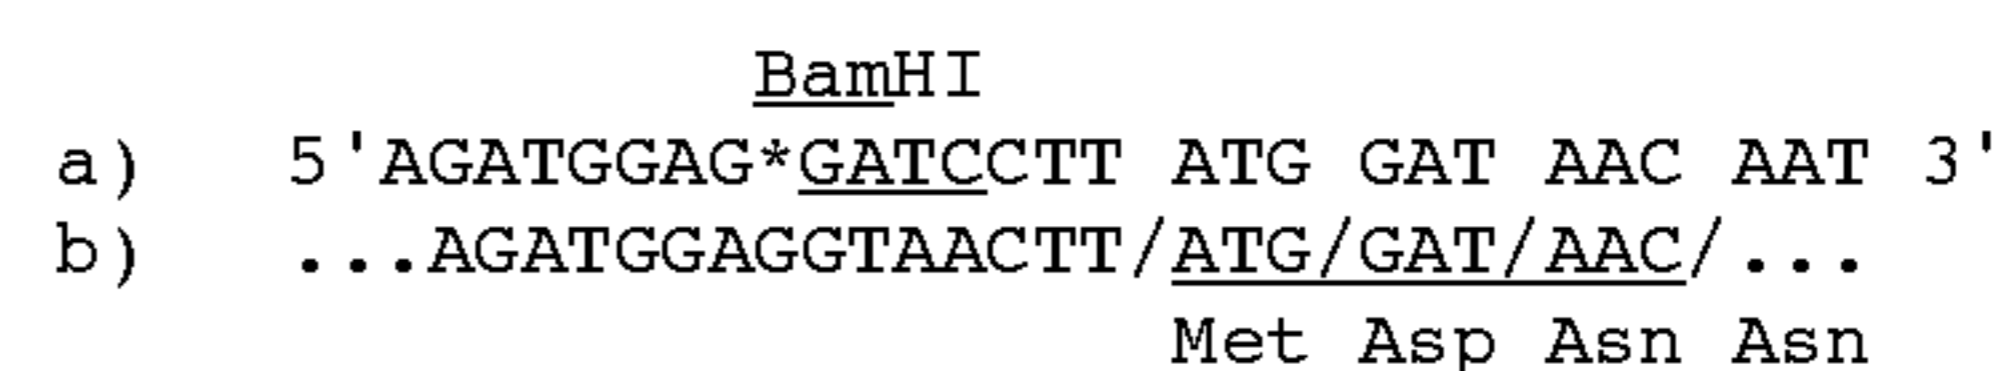 BamHI
a) 5'AGATGGAG*GATCCTT ATG GAT AAC AAT 3'
b) ...AGATGGAGGTAACTT/ATG/GAT/AAC/...
Met Asp Asn Asn